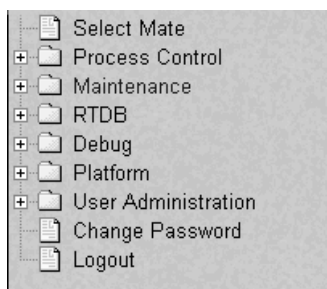 Select Mate
Process Control
Maintenance
RTDB
Debug
Platform
User Administration
Change Password
Logout